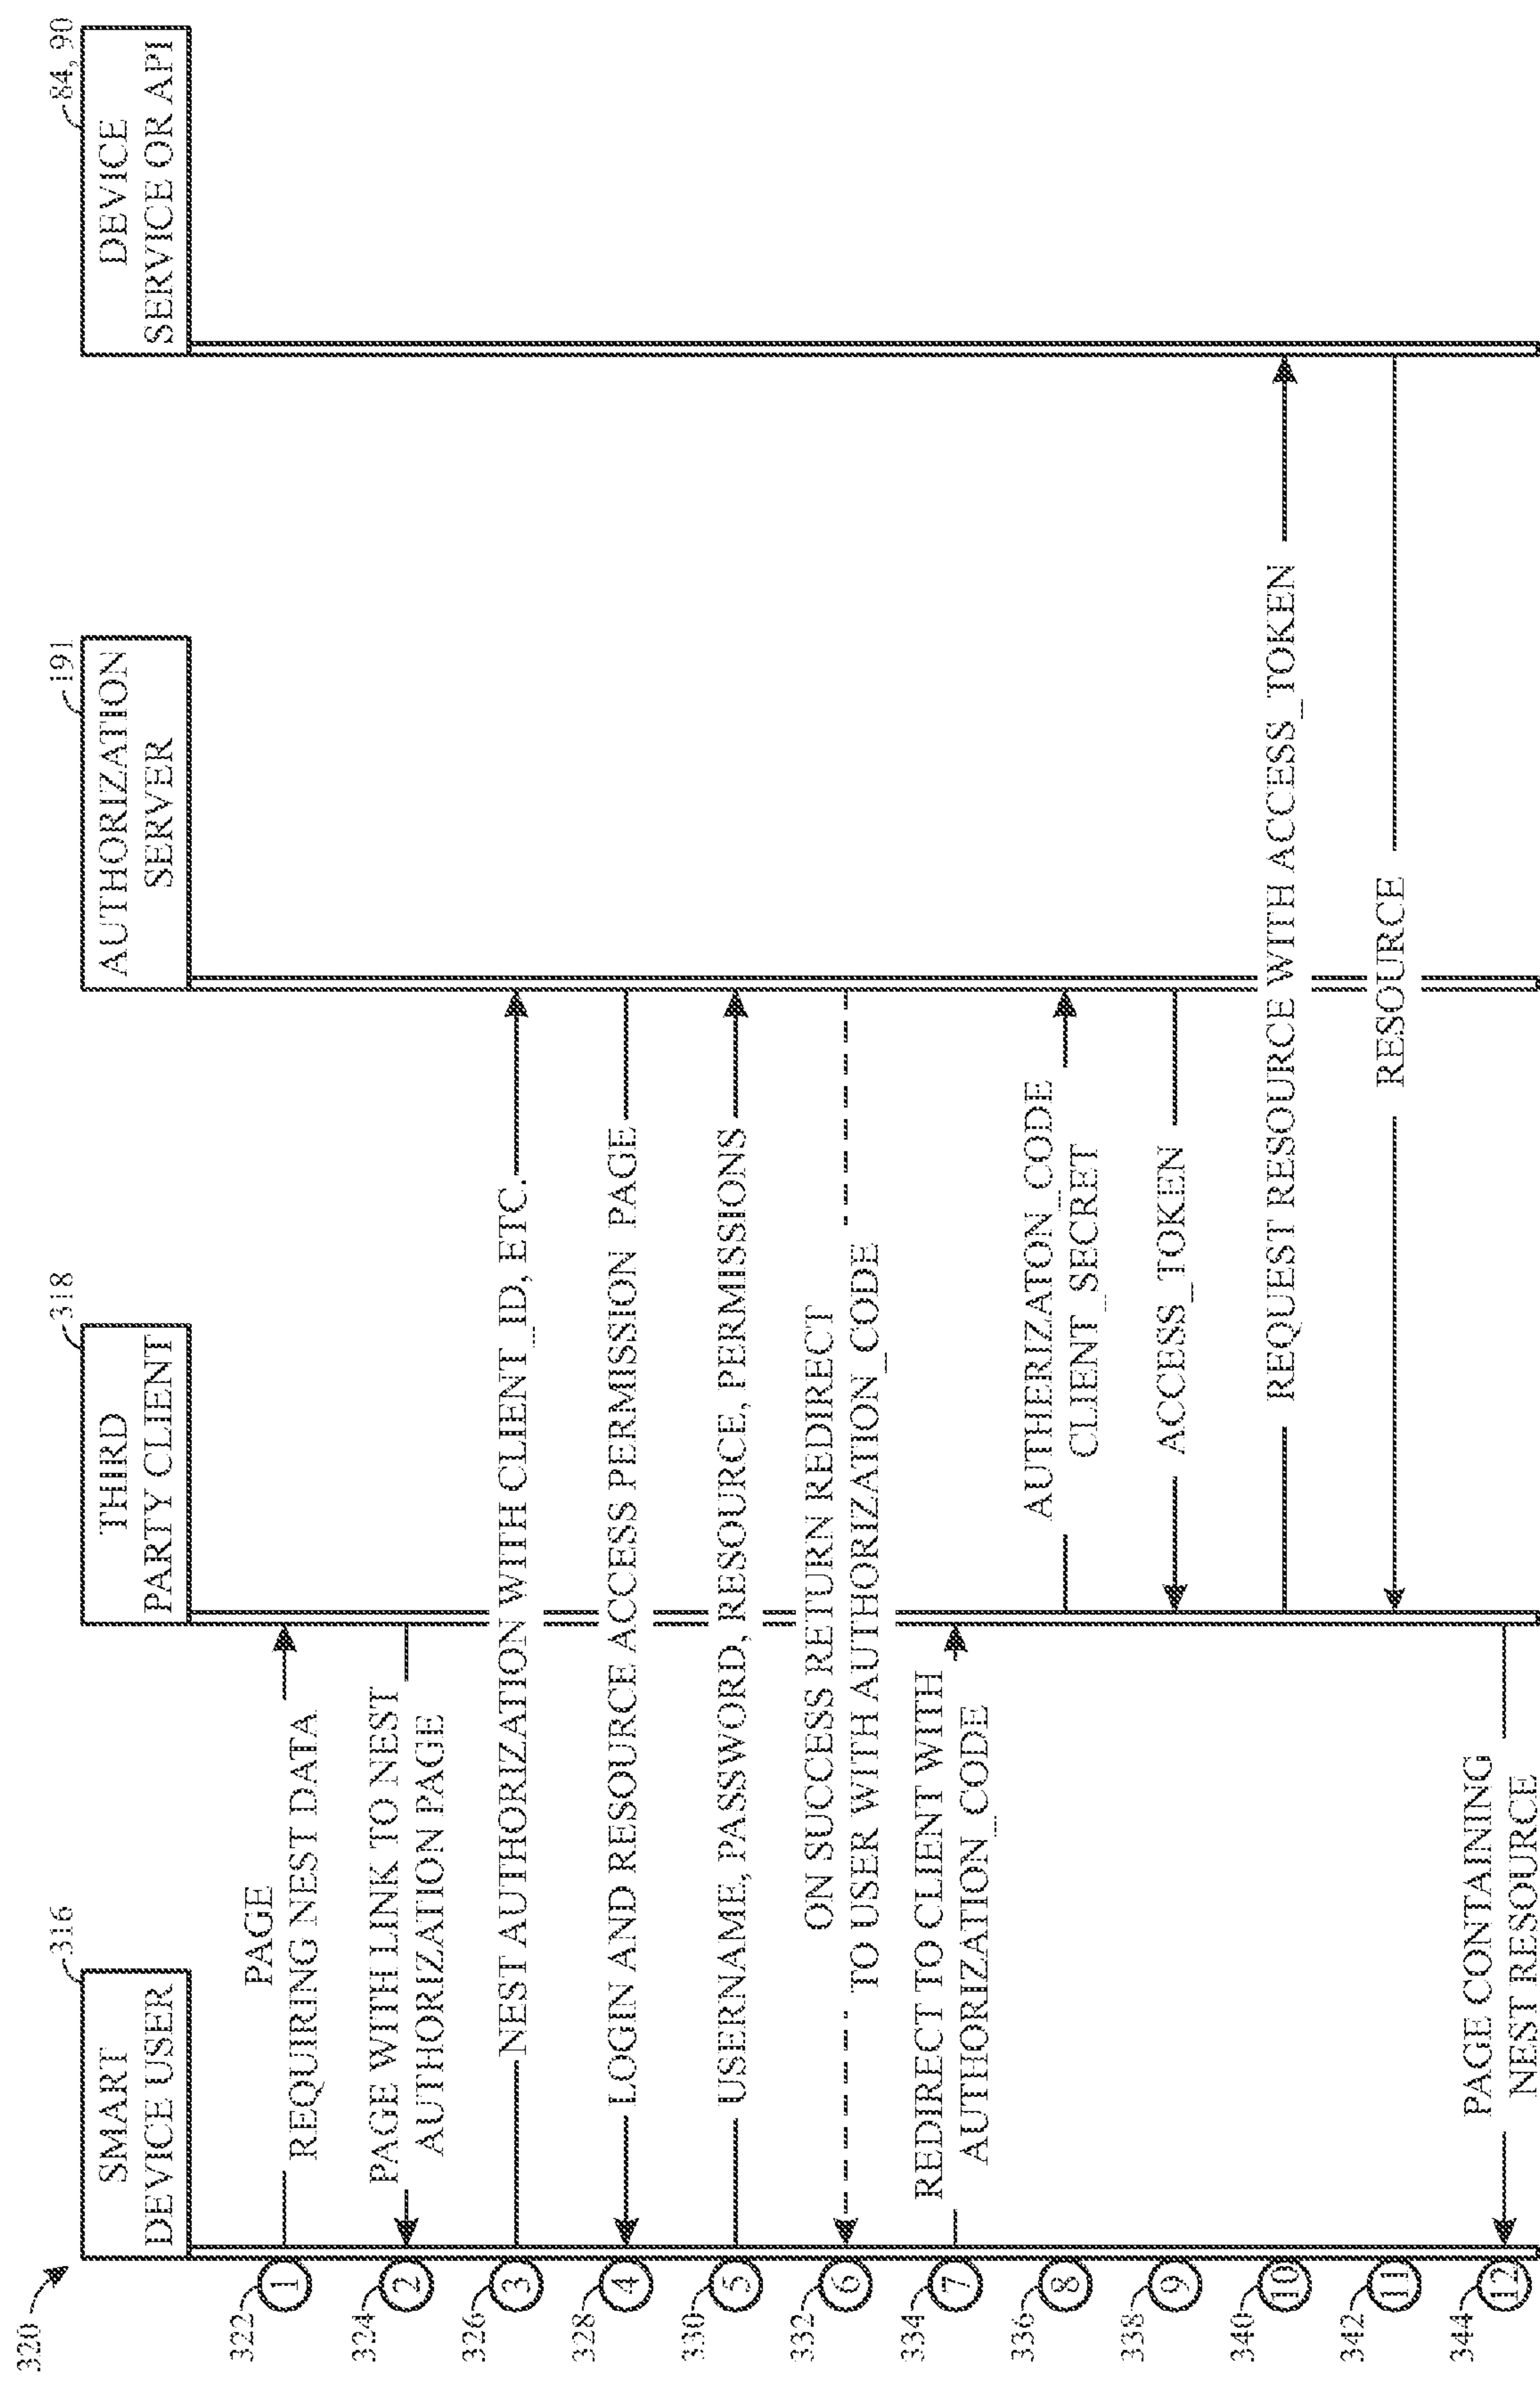 320
SMART
DEVICE USER
316
THIRD
PARTY CLIENT
318
AUTHORIZATION
SERVER
191
DEVICE
SERVICE OR API
84, 90
322
1
PAGE
REQUIRING NEST DATA
324
2
PAGE WITH LINK TO NEST
AUTHORIZATION PAGE
326
3
NEST AUTHORIZATION WITH CLIENT_ID, ETC.
328
4
LOGIN AND RESOURCE ACCESS PERMISSION PAGE
330
5
USERNAME, PASSWORD, RESOURCE, PERMISSIONS
332
6
ON SUCCESS RETURN REDIRECT
TO USER WITH AUTHORIZATION_CODE
334
7
REDIRECT TO CLIENT WITH
AUTHORIZATION_CODE
336
8
AUTHERIZATON_CODE
CLIENT_SECRET
338
9
ACCESS_TOKEN
340
10
REQUEST RESOURCE WITH ACCESS_TOKEN
342
11
RESOURCE
344
12
PAGE CONTAINING
NEST RESOURCE